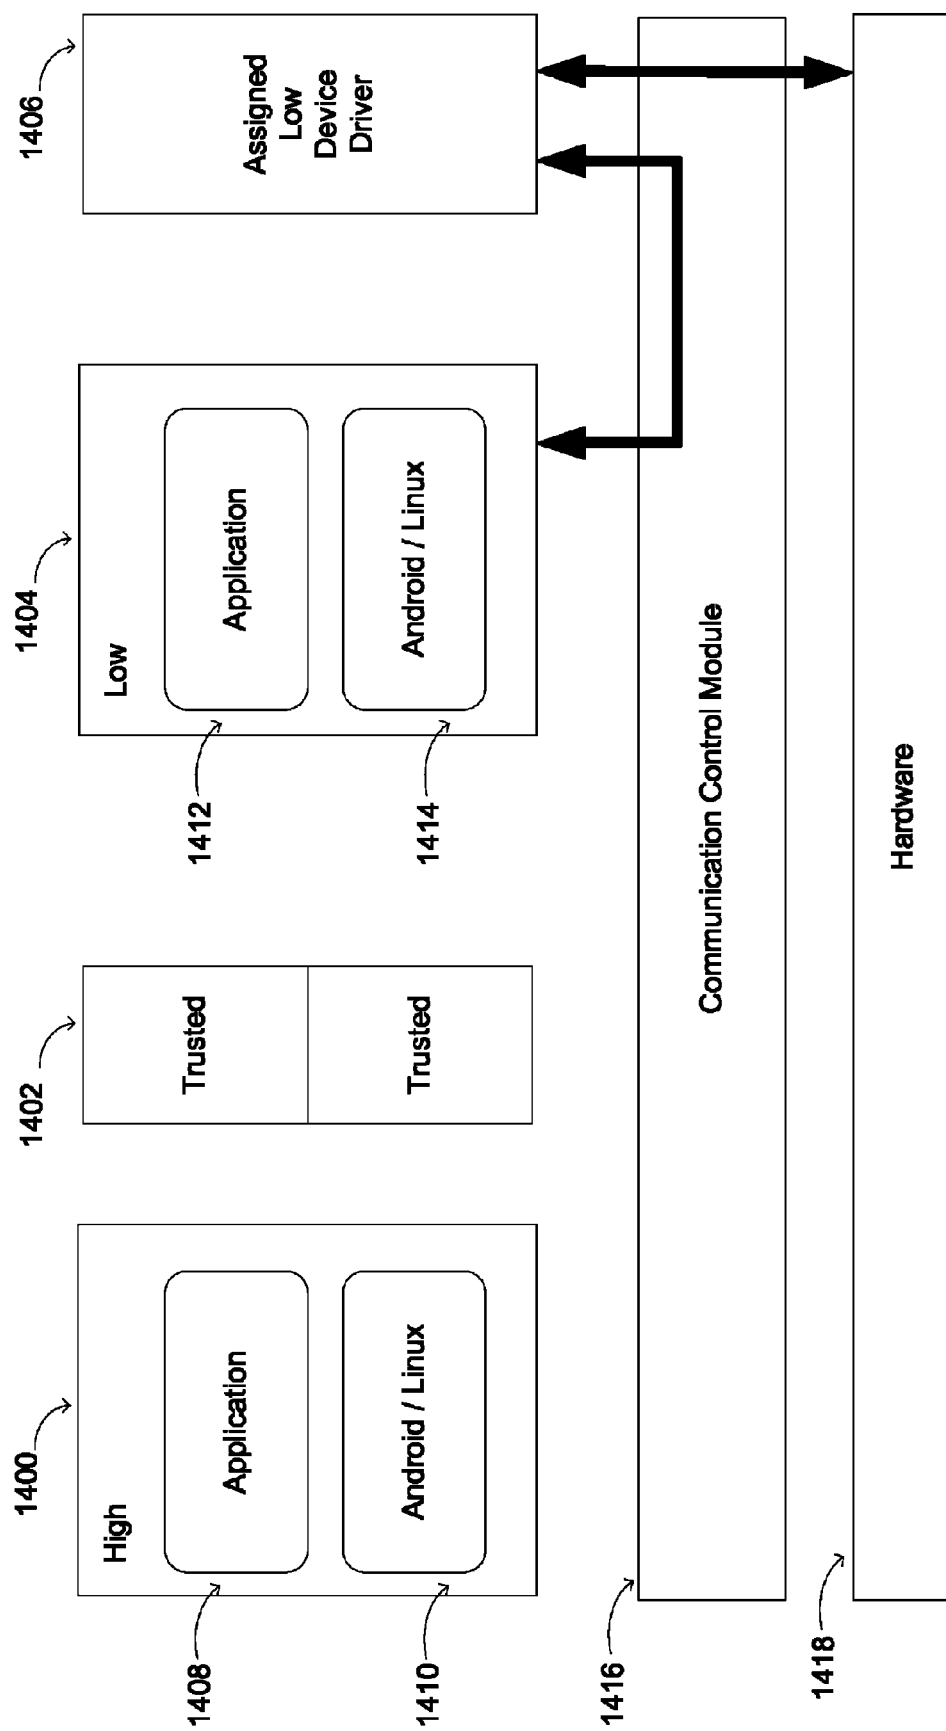 1400
1402
1404
1406
High
Trusted
Low
Assigned
Low
Device
Driver
1408
Application
1412
Application
1410
Android / Linux
Trusted
1414
Android / Linux
1416
Communication Control Module
1418
Hardware